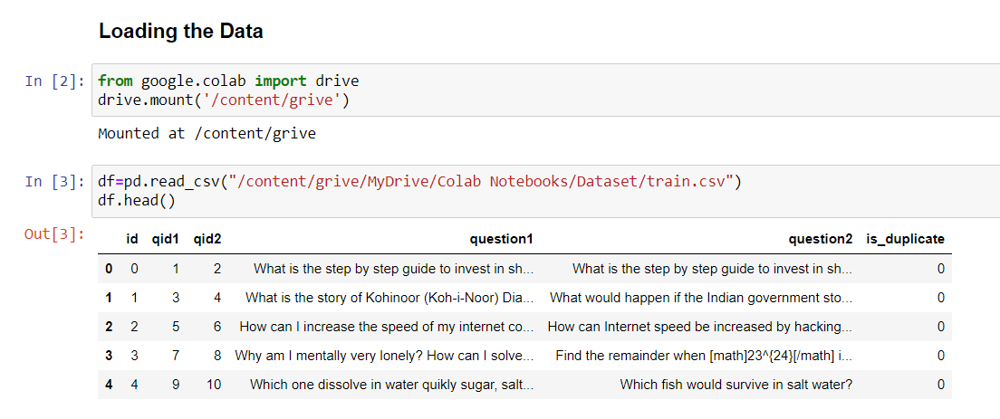 Loading the Data
In [2]: from google.colab import drive
drive.mount('/content/grive')
Mounted at /content/grive
In [3]: df=pd.read_csv("/content/grive/MyDrive/Colab Notebooks/Dataset/train.csv")
df.head()
Out[3]:
id qid1 qid2 question1 question2 is_duplicate
0 0 1 2 What is the step by step guide to invest in sh... What is the step by step guide to invest in sh... 0
1 1 3 4 What is the story of Kohinoor (Koh-i-Noor) Dia... What would happen if the Indian government sto... 0
2 2 5 6 How can I increase the speed of my internet co... How can Internet speed be increased by hacking... 0
3 3 7 8 Why am I mentally very lonely? How can I solve... Find the remainder when [math]23^{24}[/math] i... 0
4 4 9 10 Which one dissolve in water quikly sugar, salt... Which fish would survive in salt water? 0